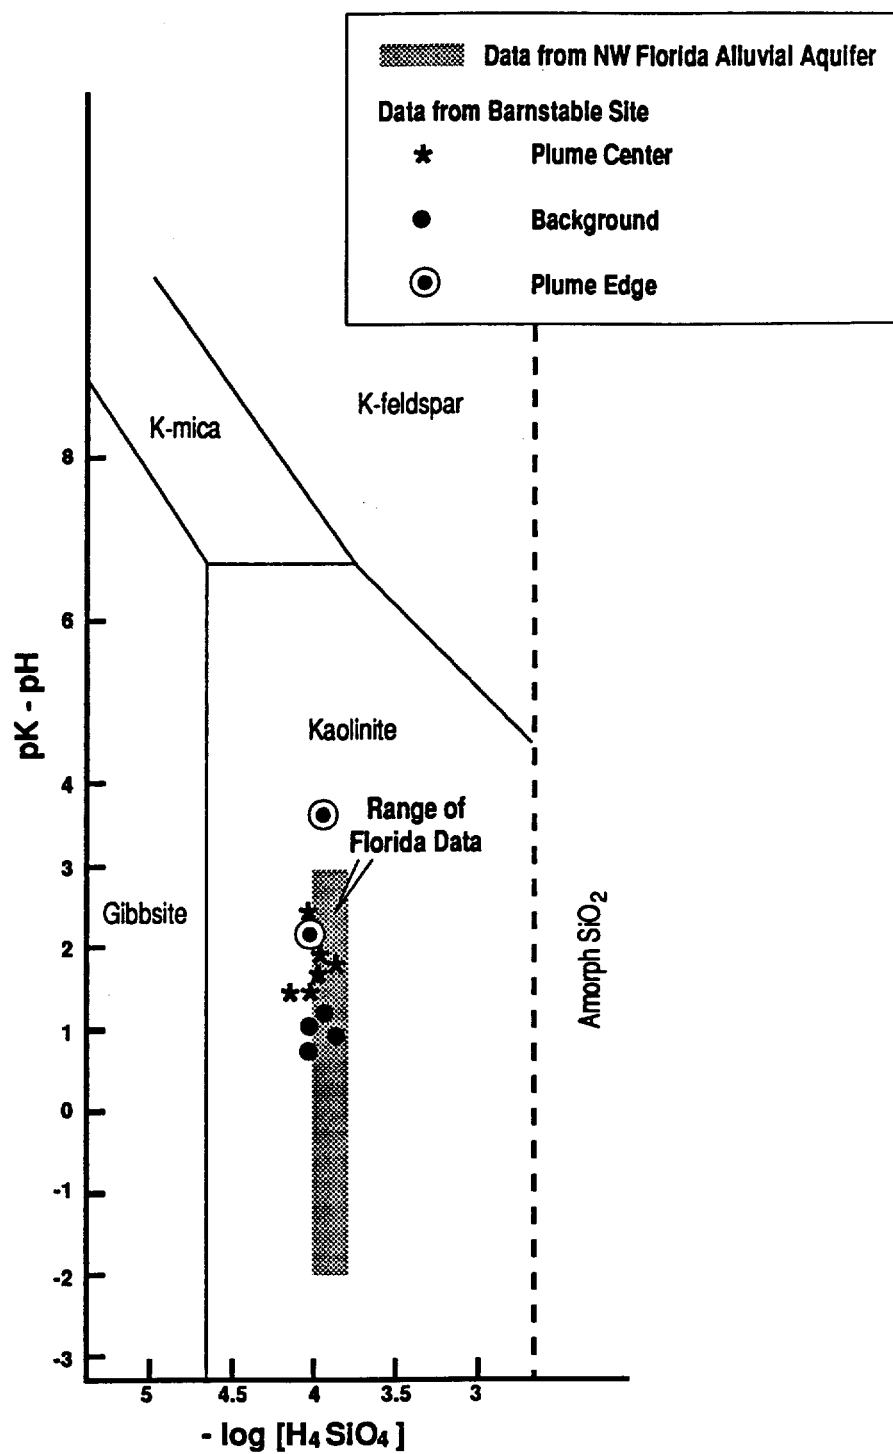 Data from NW Florida Alluvial Aquifer
Data from Barnstable Site
Plume Center
Background
Plume Edge
K-feldspar
K-mica
8
6
pK - pH
Kaolinite
4
Range of
Florida Data
3
Gibbsite
2
Amorph SiO2
1
0
-1
-2
-3
5
4.5
4
3.5
3
- log [H4 SiO4 ]